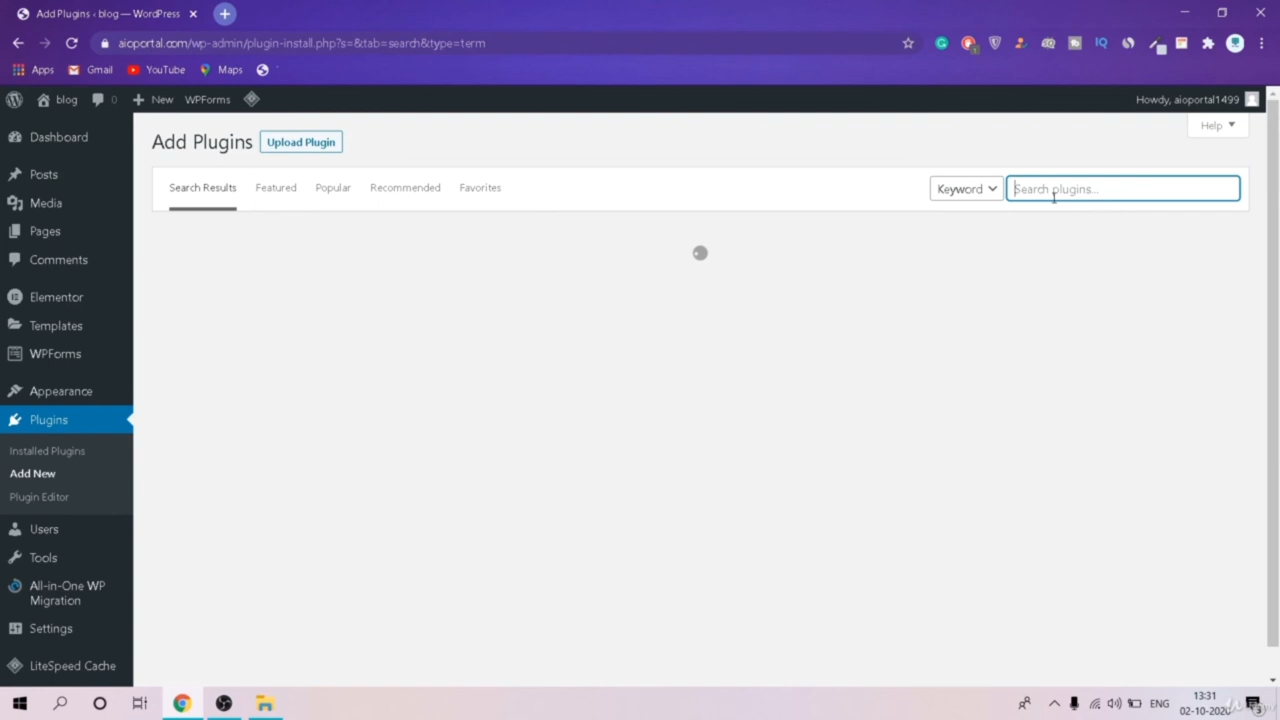 Add Plugins ‹ blog — WordPress
aioportal.com/wp-admin/plugin-install.php?s=&tab=search&type=term
Apps Gmail YouTube Maps
blog 0 New WPForms
Howdy, aioportal1499
Help
Add Plugins Upload Plugin
Search Results Featured Popular Recommended Favorites
Keyword Search plugins...
Dashboard
Posts
Media
Pages
Comments
Elementor
Templates
WPForms
Appearance
Plugins
Installed Plugins
Add New
Plugin Editor
Users
Tools
All-in-One WP
Migration
Settings
LiteSpeed Cache
ENG
13:31
02-10-2020